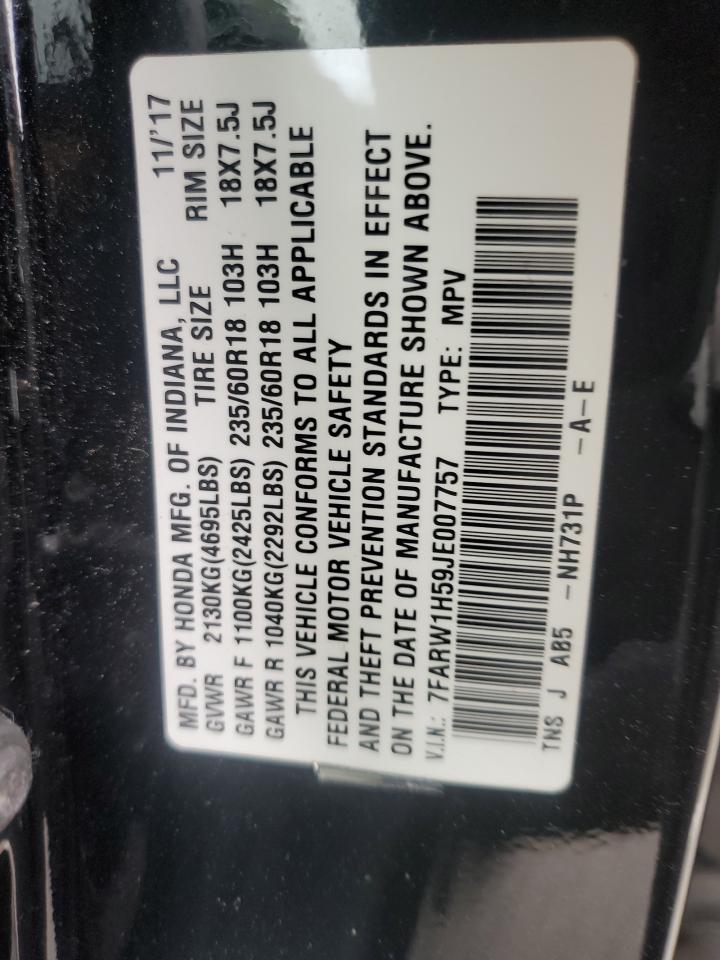 MFD. BY HONDA MFG. OF INDIANA, LLC 11/'17
GVWR 2130KG(4695LBS) TIRE SIZE RIM SIZE
GAWR F 1100KG(2425LBS) 235/60R18 103H 18X7.5J
GAWR R 1040KG(2292LBS) 235/60R18 103H 18X7.5J
THIS VEHICLE CONFORMS TO ALL APPLICABLE
FEDERAL MOTOR VEHICLE SAFETY
AND THEFT PREVENTION STANDARDS IN EFFECT
ON THE DATE OF MANUFACTURE SHOWN ABOVE.
V.I.N.: 7FARW1H59JE007757 TYPE: MPV
TNS J AB5 -NH731P -A-E